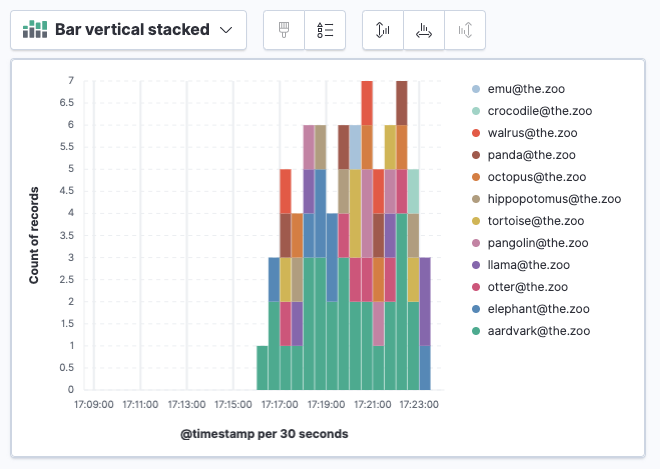 Bar vertical stacked
7
6.5
6
5.5
5
4.5
4
3.5
3
2.5
2
1.5
1
0.5
0
Count of records
17:09:00 17:11:00 17:13:00 17:15:00 17:17:00 17:19:00 17:21:00 17:23:00
@timestamp per 30 seconds
emu@the.zoo
crocodile@the.zoo
walrus@the.zoo
panda@the.zoo
octopus@the.zoo
hippopotomus@the.zoo
tortoise@the.zoo
pangolin@the.zoo
llama@the.zoo
otter@the.zoo
elephant@the.zoo
aardvark@the.zoo